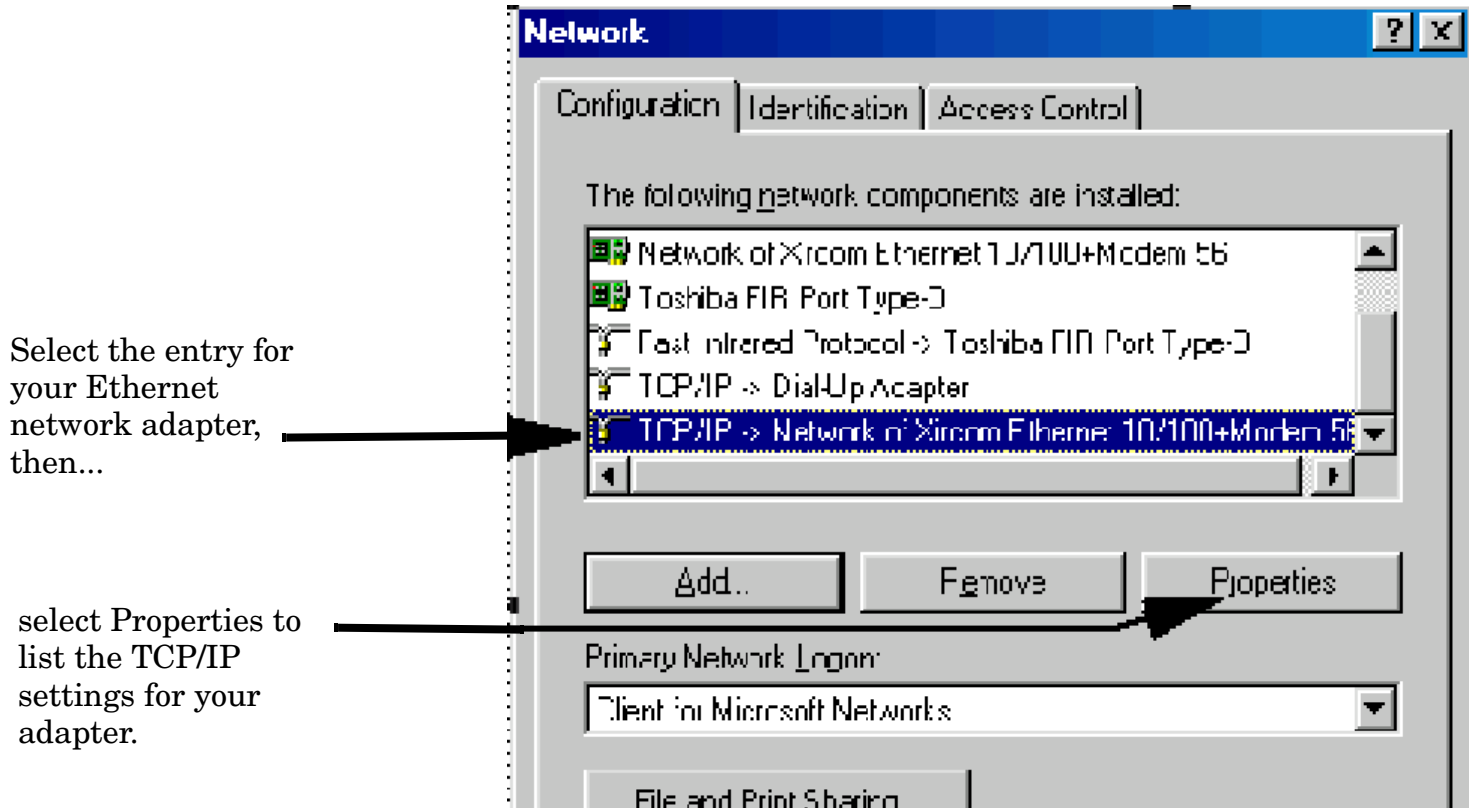 Network
Configuration
Identification
Access Control
The following network components are installed:
Network of Xircom Ethernet 10/100+Modem 56
Toshiba FIR Port Type-O
Fast Infrared Protocol -> Toshiba FIR Port Type-O
TCP/IP -> Dial-Up Adapter
TCP/IP -> Network of Xircom Ethernet 10/100+Modem 56
Select the entry for
your Ethernet
network adapter,
then...
Add...
Remove
Properties
select Properties to
list the TCP/IP
settings for your
adapter.
Primary Network Logon:
Client for Microsoft Networks
File and Print Sharing...